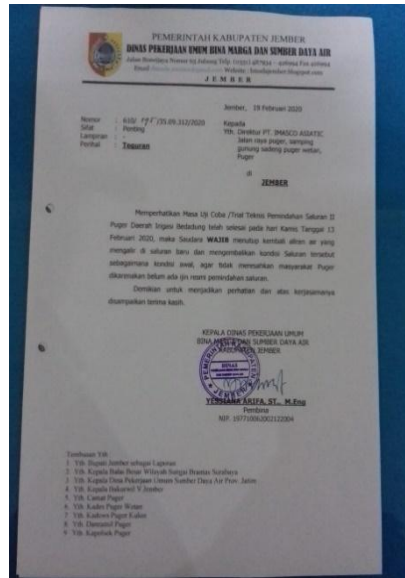 PEMERINTAH KABUPATEN JEMBER
DINAS PEKERJAAN UMUM BINA MARGA DAN SUMBER DAYA AIR
JEMBER
Jember, 19 Februari 2020
Nomor : 610/ /35.09.312/2020
Sifat : Penting
Lampiran : -
Perihal : Teguran
Kepada
Yth. Direktur PT. IMASCO ASIATIC
Jalan raya puger, samping
gunung sadeng puger wetan,
Puger
di
JEMBER
Memperhatikan Masa Uji Coba /Trial Teknis Pemindahan Saluran II
Puger Daerah Irigasi Bedadung telah selesai pada hari Kamis Tanggal 13
Februari 2020, maka Saudara WAJIB menutup kembali aliran air yang
mengalir di saluran baru dan mengembalikan kondisi Saluran tersebut
sebagaimana kondisi awal, agar tidak meresahkan masyarakat Puger
dikarenakan belum ada ijin resmi pemindahan saluran.
Demikian untuk menjadikan perhatian dan atas kerjasamanya
disampaikan terima kasih.
KEPALA DINAS PEKERJAAN UMUM
BINA MARGA DAN SUMBER DAYA AIR
KABUPATEN JEMBER
YESSIANA ARIFA, ST., M.Eng
Pembina
NIP. 197710062002122004
Tembusan Yth
1 Yth. Bupati Jember sebagai Laporan
2 Yth. Kepala Balai Besar Wilayah Sungai Brantas Surabaya
3 Yth. Kepala Dinas Pekerjaan Umum Sumber Daya Air Prov. Jatim
4 Yth. Kepala Bakorwil V Jember
5 Yth. Camat Puger
6 Yth. Kades Puger Wetan
7 Yth. Kades Puger Kulon
8 Yth. Danramil Puger
9 Yth. Kapolsek Puger